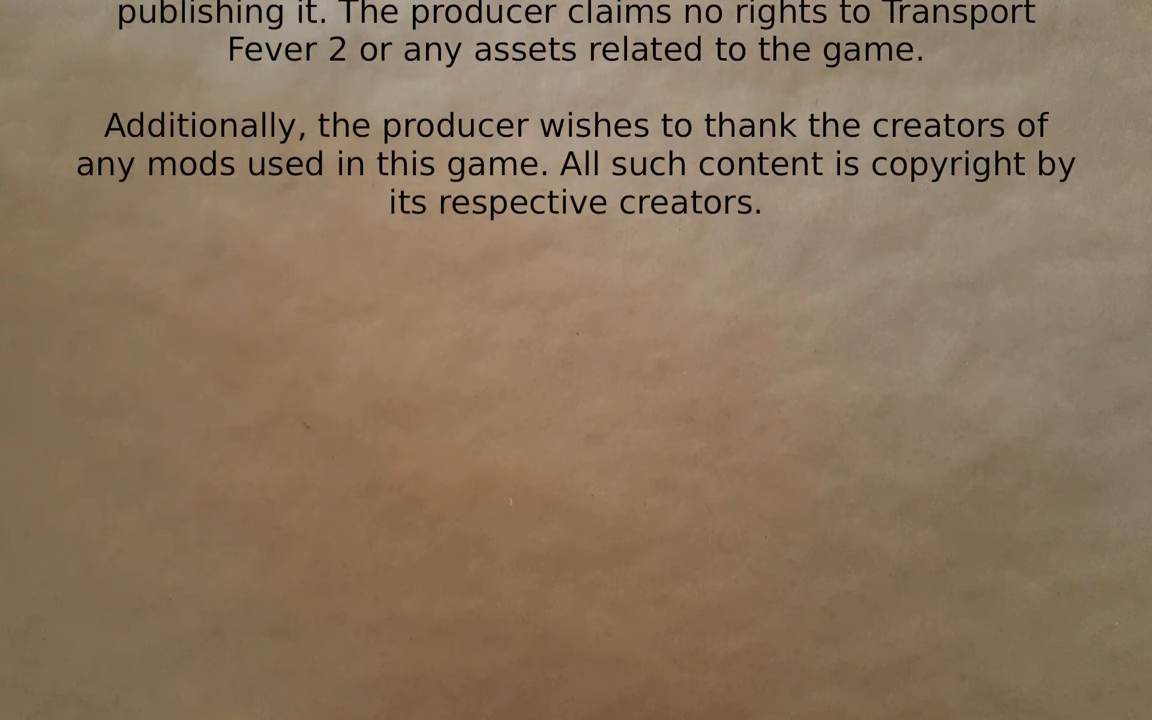 publishing it. The producer claims no rights to Transport
Fever 2 or any assets related to the game.
Additionally, the producer wishes to thank the creators of
any mods used in this game. All such content is copyright by
its respective creators.